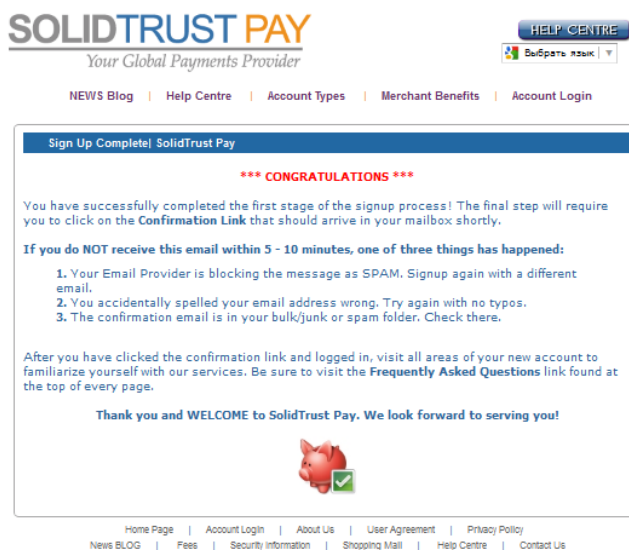 SOLIDTRUST PAY
Your Global Payments Provider
HELP CENTRE
Выбрать язык | ▼
NEWS Blog | Help Centre | Account Types | Merchant Benefits | Account Login
Sign Up Complete| SolidTrust Pay
*** CONGRATULATIONS ***
You have successfully completed the first stage of the signup process! The final step will require
you to click on the Confirmation Link that should arrive in your mailbox shortly.
If you do NOT receive this email within 5 - 10 minutes, one of three things has happened:
1. Your Email Provider is blocking the message as SPAM. Signup again with a different
email.
2. You accidentally spelled your email address wrong. Try again with no typos.
3. The confirmation email is in your bulk/junk or spam folder. Check there.
After you have clicked the confirmation link and logged in, visit all areas of your new account to
familiarize yourself with our services. Be sure to visit the Frequently Asked Questions link found at
the top of every page.
Thank you and WELCOME to SolidTrust Pay. We look forward to serving you!
Home Page | Account Login | About Us | User Agreement | Privacy Policy
News BLOG | Fees | Security Information | Shopping Mall | Help Centre | Contact Us